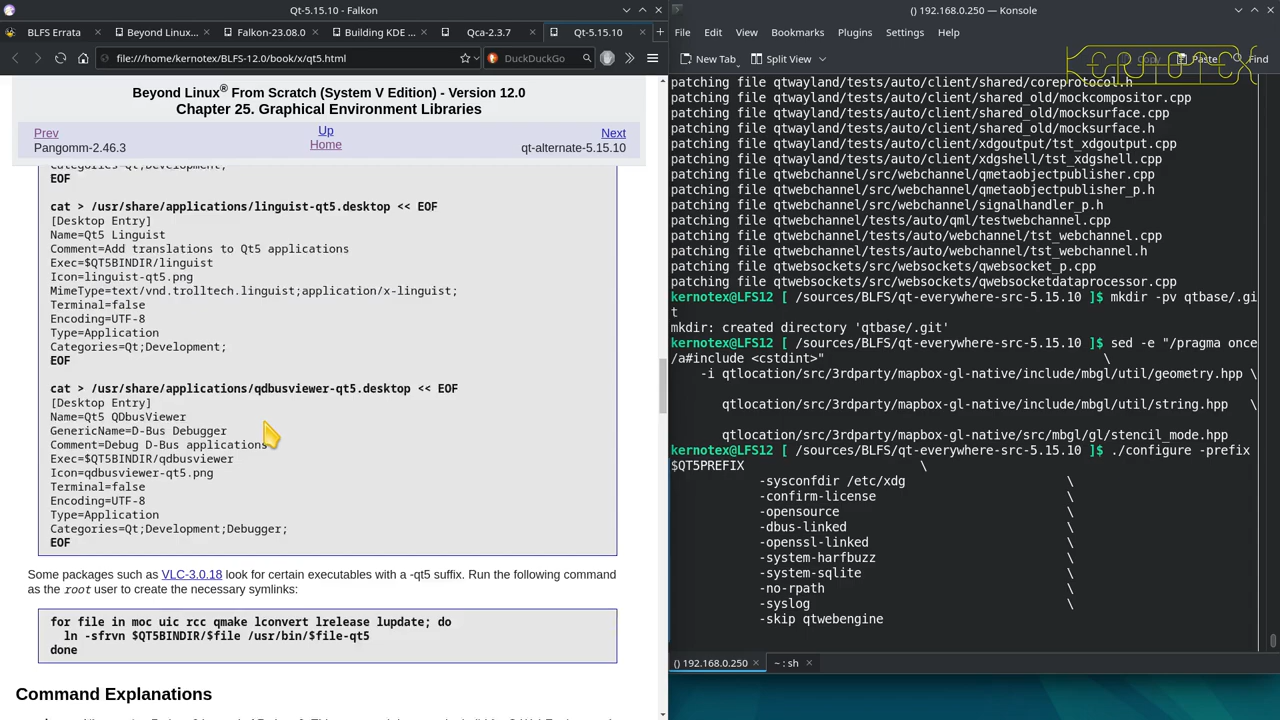 Qt-5.15.10 - Falkon
BLFS Errata
Beyond Linux...
Falkon-23.08.0
Building KDE ...
Qca-2.3.7
Qt-5.15.10
file:///home/kernotex/BLFS-12.0/book/x/qt5.html
DuckDuckGo
Beyond Linux® From Scratch (System V Edition) - Version 12.0
Chapter 25. Graphical Environment Libraries
Prev
Up
Next
Pangomm-2.46.3
Home
qt-alternate-5.15.10
Categories=Qt;Development;
EOF
cat > /usr/share/applications/linguist-qt5.desktop << EOF
[Desktop Entry]
Name=Qt5 Linguist
Comment=Add translations to Qt5 applications
Exec=$QT5BINDIR/linguist
Icon=linguist-qt5.png
MimeType=text/vnd.trolltech.linguist;application/x-linguist;
Terminal=false
Encoding=UTF-8
Type=Application
Categories=Qt;Development;
EOF
cat > /usr/share/applications/qdbusviewer-qt5.desktop << EOF
[Desktop Entry]
Name=Qt5 QDbusViewer
GenericName=D-Bus Debugger
Comment=Debug D-Bus applications
Exec=$QT5BINDIR/qdbusviewer
Icon=qdbusviewer-qt5.png
Terminal=false
Encoding=UTF-8
Type=Application
Categories=Qt;Development;Debugger;
EOF
Some packages such as VLC-3.0.18 look for certain executables with a -qt5 suffix. Run the following command
as the root user to create the necessary symlinks:
for file in moc uic rcc qmake lconvert lrelease lupdate; do
ln -sfrvn $QT5BINDIR/$file /usr/bin/$file-qt5
done
Command Explanations
() 192.168.0.250 — Konsole
File Edit View Bookmarks Plugins Settings Help
New Tab Split View Copy Paste Find
KERNOTEX
patching file qtwayland/tests/auto/client/shared/coreprotocol.h
patching file qtwayland/tests/auto/client/shared_old/mockcompositor.cpp
patching file qtwayland/tests/auto/client/shared_old/mocksurface.cpp
patching file qtwayland/tests/auto/client/shared_old/mocksurface.h
patching file qtwayland/tests/auto/client/xdgoutput/tst_xdgoutput.cpp
patching file qtwayland/tests/auto/client/xdgshell/tst_xdgshell.cpp
patching file qtwebchannel/src/webchannel/qmetaobjectpublisher.cpp
patching file qtwebchannel/src/webchannel/qmetaobjectpublisher_p.h
patching file qtwebchannel/src/webchannel/signalhandler_p.h
patching file qtwebchannel/tests/auto/qml/testwebchannel.cpp
patching file qtwebchannel/tests/auto/webchannel/tst_webchannel.cpp
patching file qtwebchannel/tests/auto/webchannel/tst_webchannel.h
patching file qtwebsockets/src/websockets/qwebsocket_p.cpp
patching file qtwebsockets/src/websockets/qwebsocketdataprocessor.cpp
kernotex@LFS12 [ /sources/BLFS/qt-everywhere-src-5.15.10 ]$ mkdir -pv qtbase/.gi
t
mkdir: created directory 'qtbase/.git'
kernotex@LFS12 [ /sources/BLFS/qt-everywhere-src-5.15.10 ]$ sed -e "/pragma once
/a#include <cstdint>" \
-i qtlocation/src/3rdparty/mapbox-gl-native/include/mbgl/util/geometry.hpp \
qtlocation/src/3rdparty/mapbox-gl-native/include/mbgl/util/string.hpp \
qtlocation/src/3rdparty/mapbox-gl-native/src/mbgl/gl/stencil_mode.hpp
kernotex@LFS12 [ /sources/BLFS/qt-everywhere-src-5.15.10 ]$ ./configure -prefix
$QT5PREFIX \
-sysconfdir /etc/xdg \
-confirm-license \
-opensource \
-dbus-linked \
-openssl-linked \
-system-harfbuzz \
-system-sqlite \
-no-rpath \
-syslog \
-skip qtwebengine
() 192.168.0.250
~ : sh